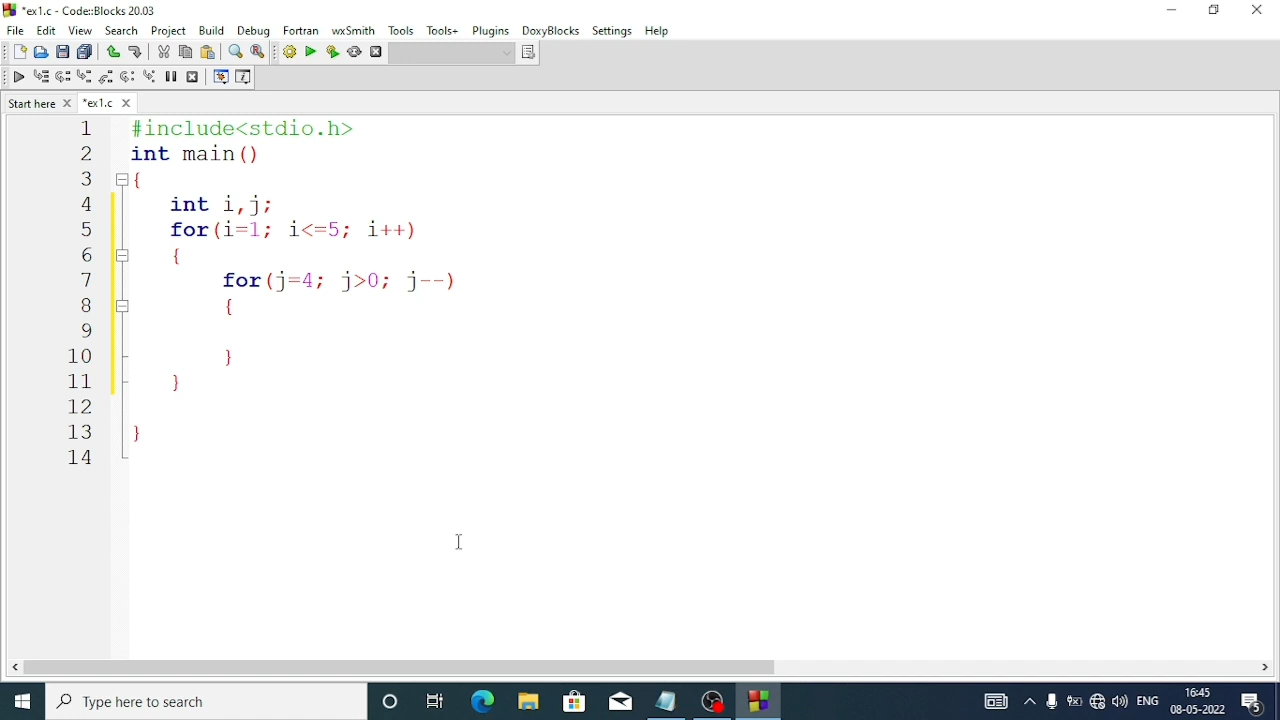 *ex1.c - Code::Blocks 20.03
File Edit View Search Project Build Debug Fortran wxSmith Tools Tools+ Plugins DoxyBlocks Settings Help
Start here *ex1.c
1 #include<stdio.h>
2 int main()
3 {
4 int i,j;
5 for(i=1; i<=5; i++)
6 {
7 for(j=4; j>0; j--)
8 {
9
10 }
11 }
12
13 }
14
Type here to search
ENG
16:45
08-05-2022
5